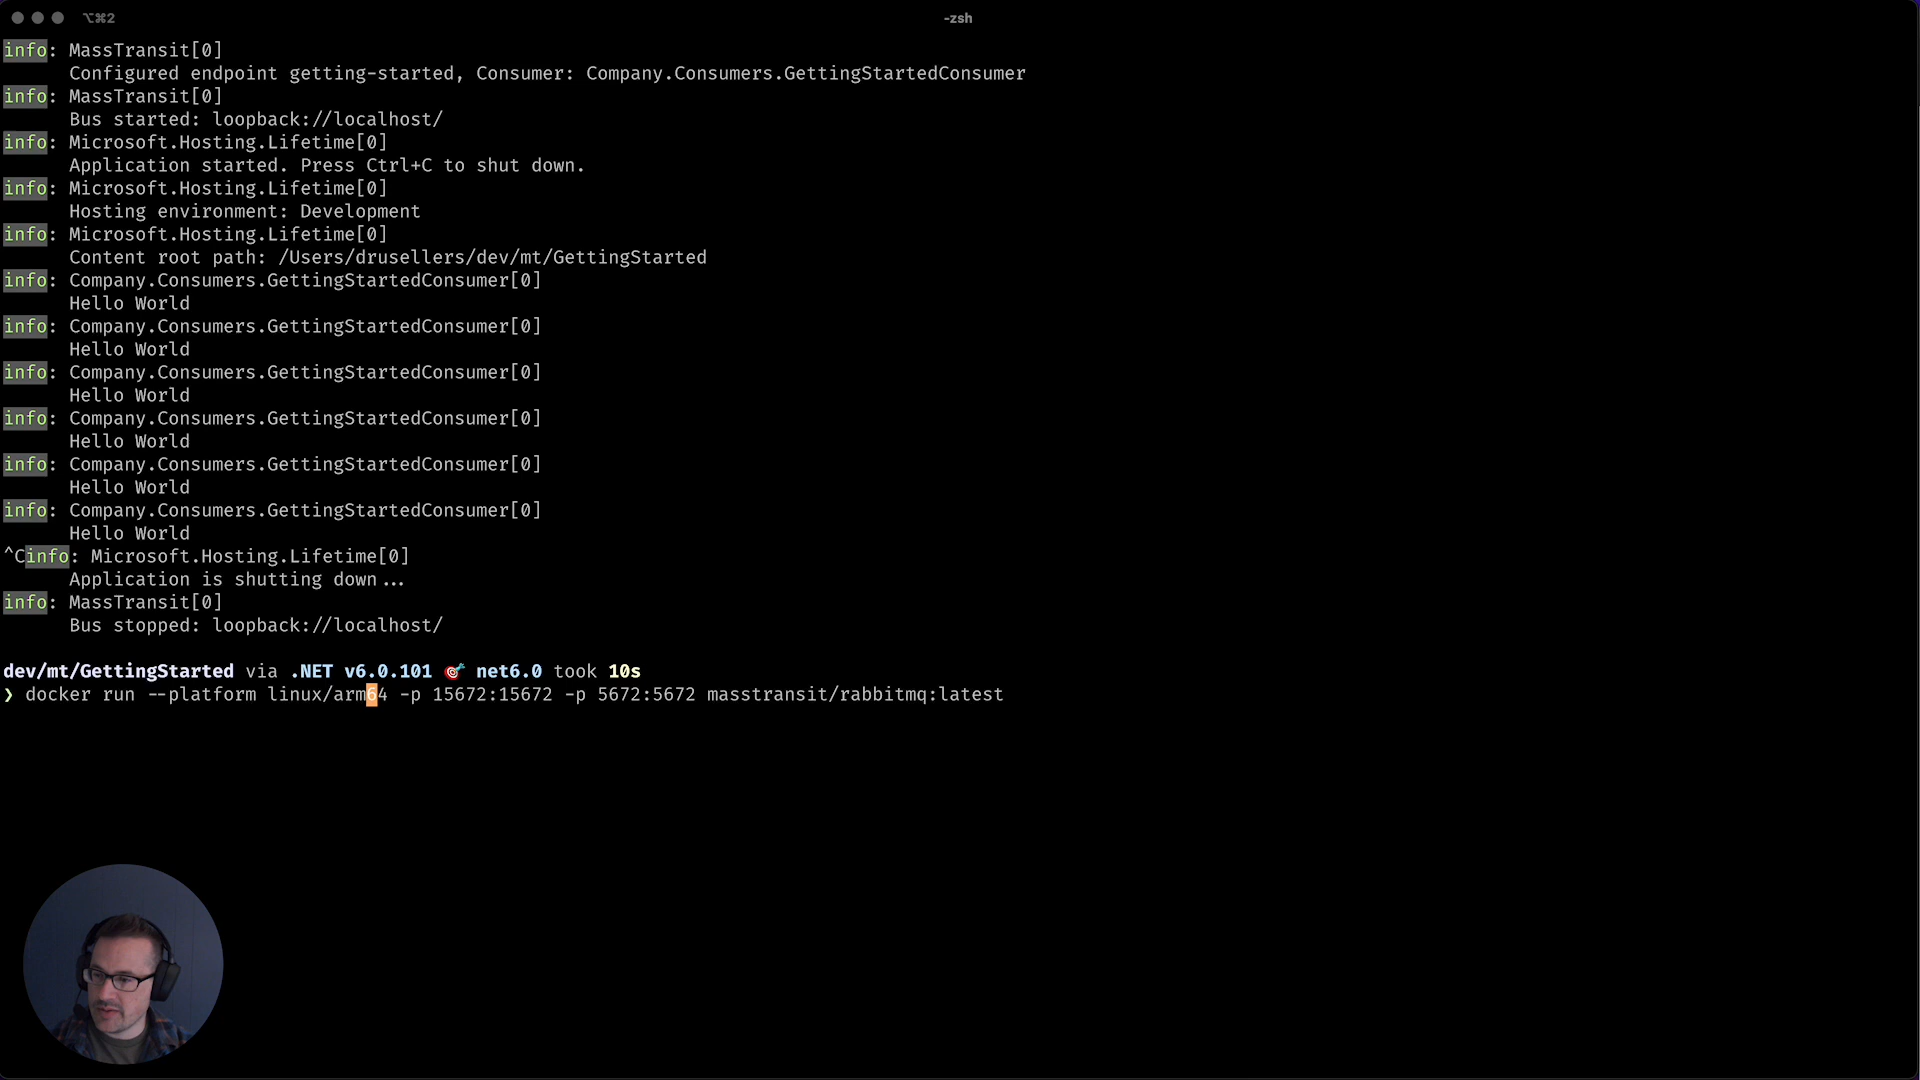 ⌥⌘2
-zsh
info: MassTransit[0]
Configured endpoint getting-started, Consumer: Company.Consumers.GettingStartedConsumer
info: MassTransit[0]
Bus started: loopback://localhost/
info: Microsoft.Hosting.Lifetime[0]
Application started. Press Ctrl+C to shut down.
info: Microsoft.Hosting.Lifetime[0]
Hosting environment: Development
info: Microsoft.Hosting.Lifetime[0]
Content root path: /Users/drusellers/dev/mt/GettingStarted
info: Company.Consumers.GettingStartedConsumer[0]
Hello World
info: Company.Consumers.GettingStartedConsumer[0]
Hello World
info: Company.Consumers.GettingStartedConsumer[0]
Hello World
info: Company.Consumers.GettingStartedConsumer[0]
Hello World
info: Company.Consumers.GettingStartedConsumer[0]
Hello World
info: Company.Consumers.GettingStartedConsumer[0]
Hello World
^Cinfo: Microsoft.Hosting.Lifetime[0]
Application is shutting down...
info: MassTransit[0]
Bus stopped: loopback://localhost/
dev/mt/GettingStarted via .NET v6.0.101 🎯 net6.0 took 10s
❯ docker run --platform linux/arm64 -p 15672:15672 -p 5672:5672 masstransit/rabbitmq:latest